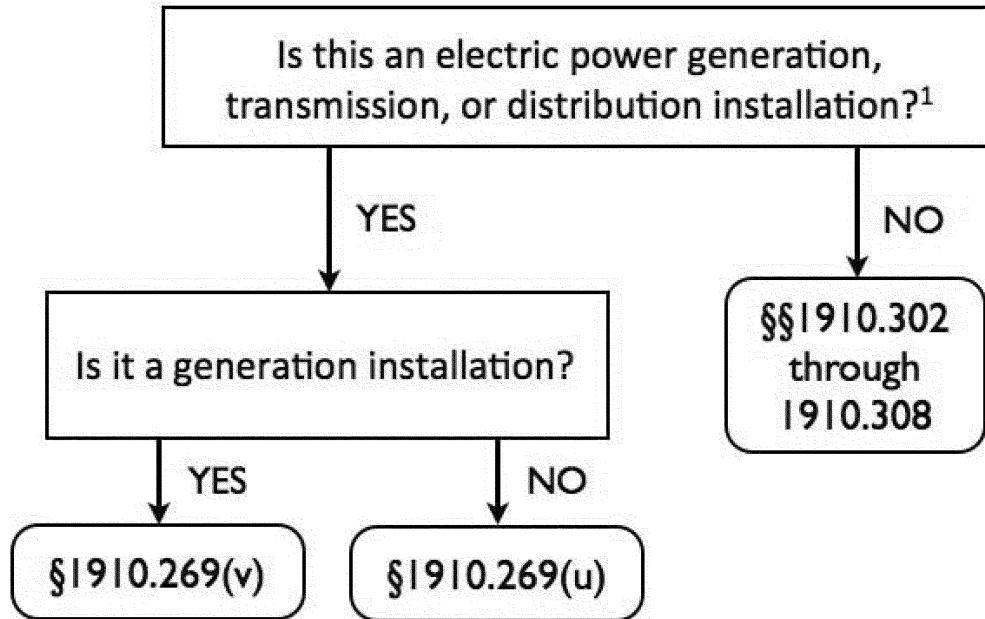 Is this an electric power generation,
transmission, or distribution installation?¹
YES
NO
§§1910.302
through
1910.308
Is it a generation installation?
YES
NO
§1910.269(v)
§1910.269(u)